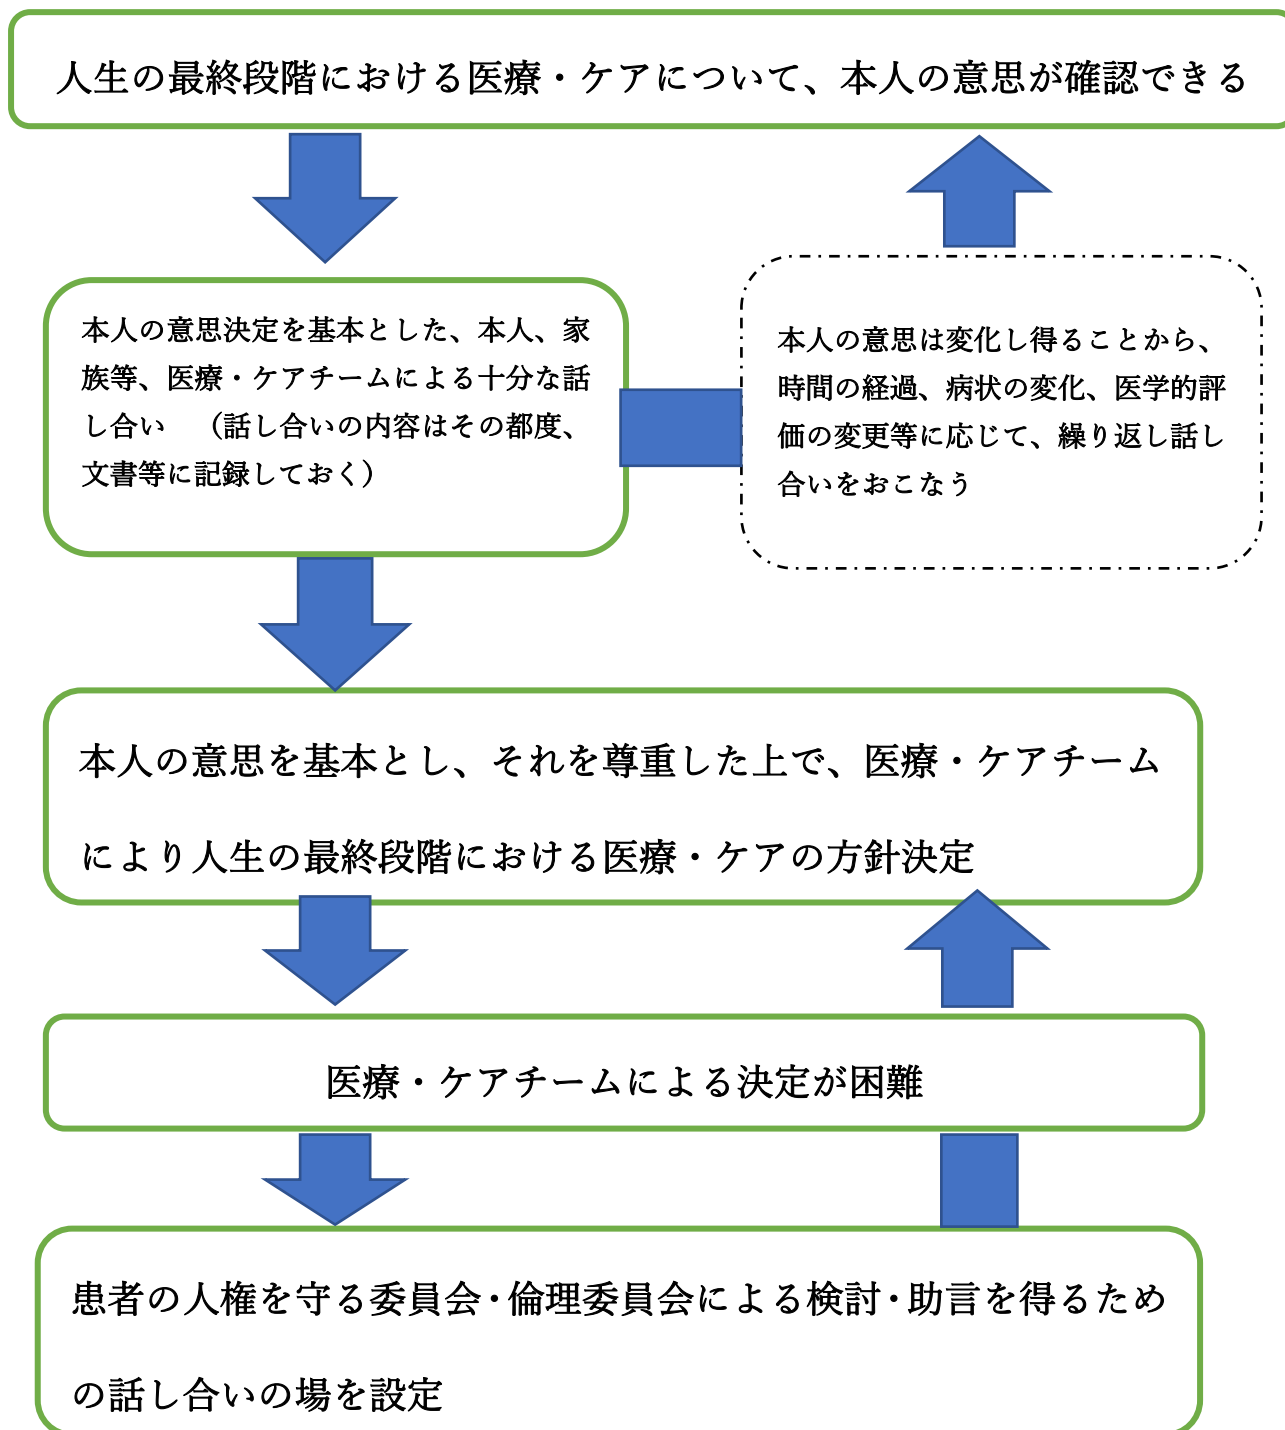 人生の最終段階における医療・ケアについて、本人の意思が確認できる
本人の意思決定を基本とした、本人、家
族等、医療・ケアチームによる十分な話
し合い　（話し合いの内容はその都度、
文書等に記録しておく）
本人の意思は変化し得ることから、
時間の経過、病状の変化、医学的評
価の変更等に応じて、繰り返し話し
合いをおこなう
本人の意思を基本とし、それを尊重した上で、医療・ケアチーム
により人生の最終段階における医療・ケアの方針決定
医療・ケアチームによる決定が困難
患者の人権を守る委員会・倫理委員会による検討・助言を得るため
の話し合いの場を設定